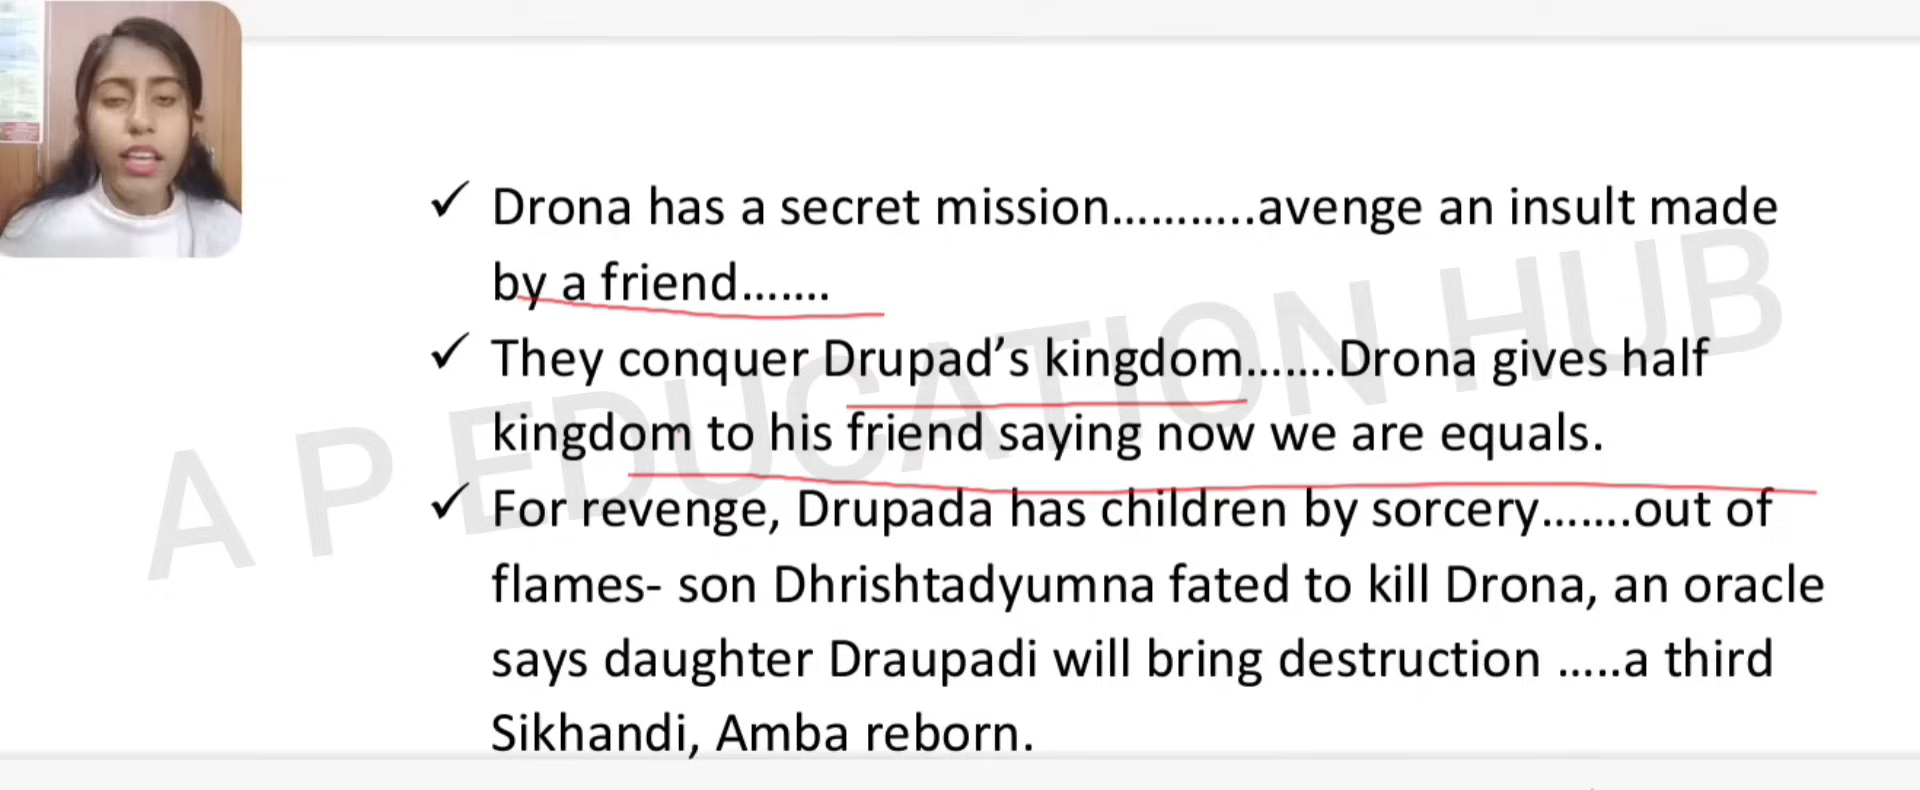 ✓ Drona has a secret mission...........avenge an insult made
by a friend.......
✓ They conquer Drupad’s kingdom.......Drona gives half
kingdom to his friend saying now we are equals.
✓ For revenge, Drupada has children by sorcery.......out of
flames- son Dhrishtadyumna fated to kill Drona, an oracle
says daughter Draupadi will bring destruction .....a third
Sikhandi, Amba reborn.
A P EDUCATION HUB